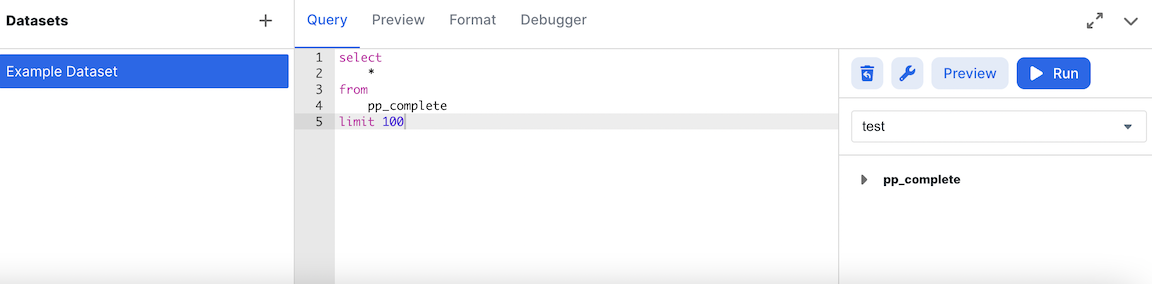 Datasets +
Query Preview Format Debugger
Example Dataset
1 select
2     *
3 from
4     pp_complete
5 limit 100
Preview Run
test
pp_complete